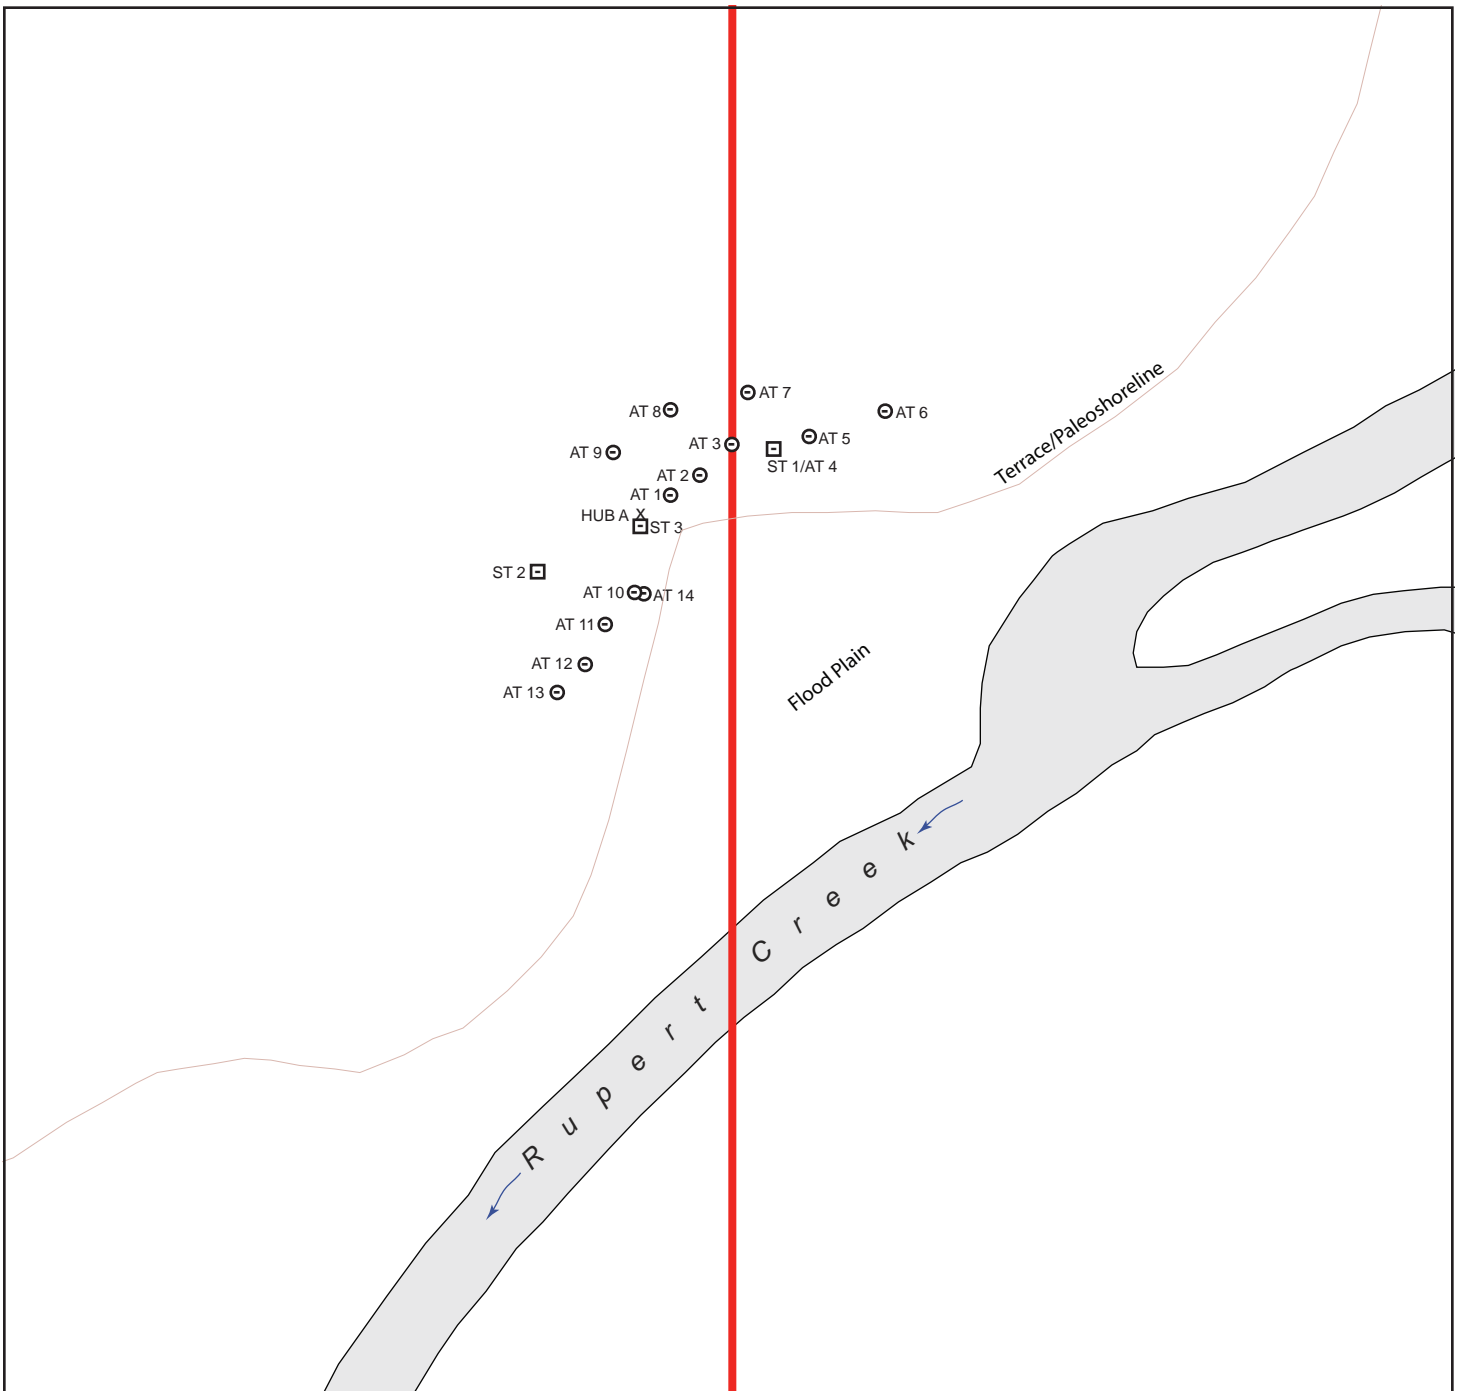 Terrace/Paleoshoreline
AT 7
AT 8
AT 6
AT 5
AT 3
AT 9
ST 1/AT 4
AT 2
AT 1
HUB A X
ST 3
ST 2
AT 10
AT 14
AT 11
AT 12
AT 13
Flood Plain
Rupert Creek